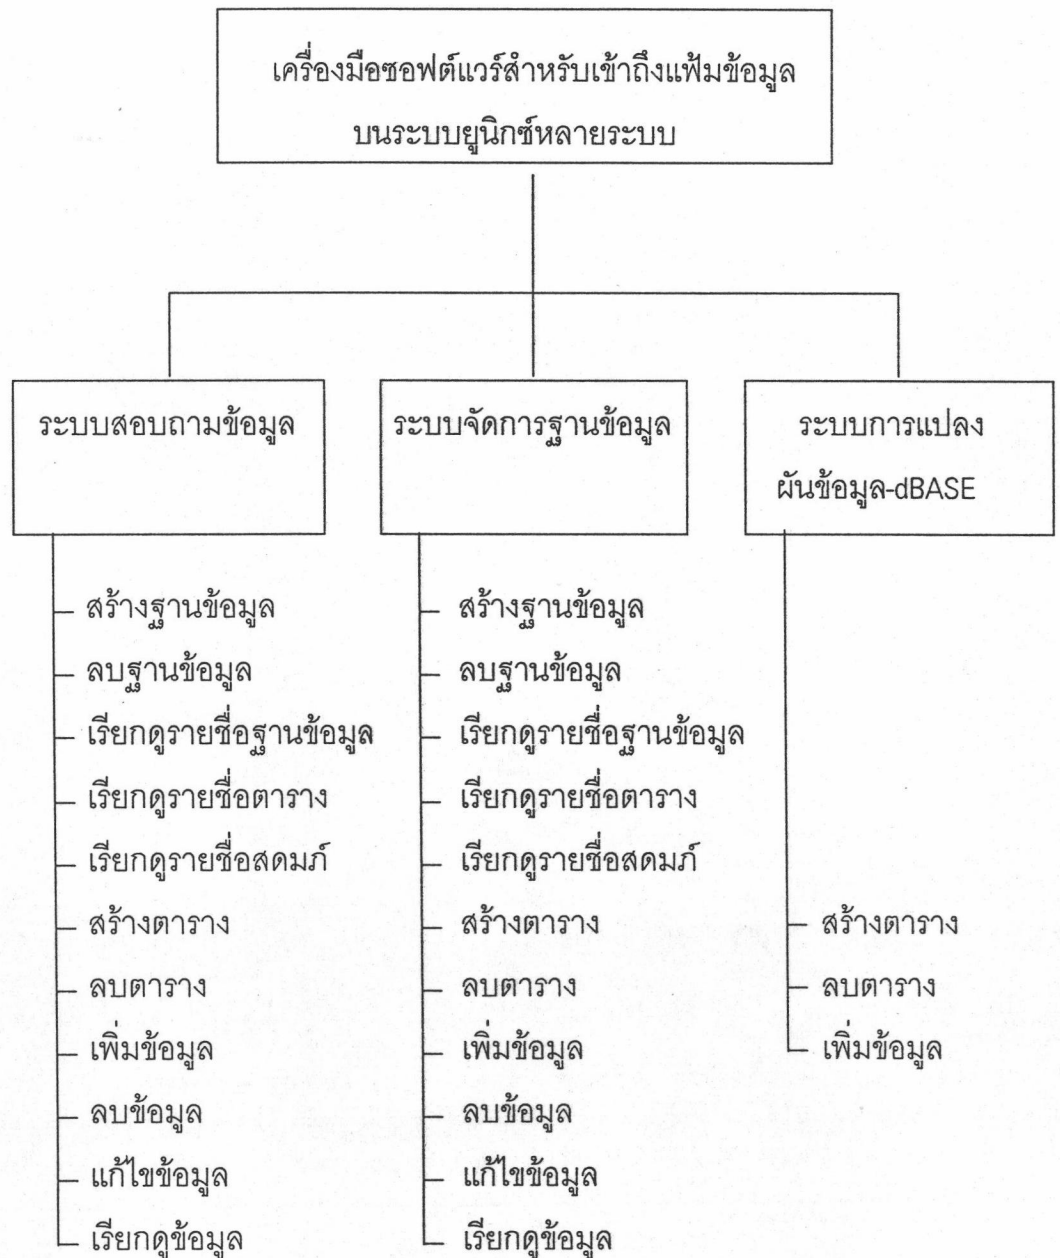 เครื่องมือซอฟต์แวร์สำหรับเข้าถึงแฟ้มข้อมูล
บนระบบยูนิกซ์หลายระบบ
ระบบสอบถามข้อมูล
สร้างฐานข้อมูล
ลบฐานข้อมูล
เรียกดูรายชื่อฐานข้อมูล
เรียกดูรายชื่อตาราง
เรียกดูรายชื่อสดมภ์
สร้างตาราง
ลบตาราง
เพิ่มข้อมูล
ลบข้อมูล
แก้ไขข้อมูล
เรียกดูข้อมูล
ระบบจัดการฐานข้อมูล
สร้างฐานข้อมูล
ลบฐานข้อมูล
เรียกดูรายชื่อฐานข้อมูล
เรียกดูรายชื่อตาราง
เรียกดูรายชื่อสดมภ์
สร้างตาราง
ลบตาราง
เพิ่มข้อมูล
ลบข้อมูล
แก้ไขข้อมูล
เรียกดูข้อมูล
ระบบการแปลง
ผันข้อมูล-dBASE
สร้างตาราง
ลบตาราง
เพิ่มข้อมูล